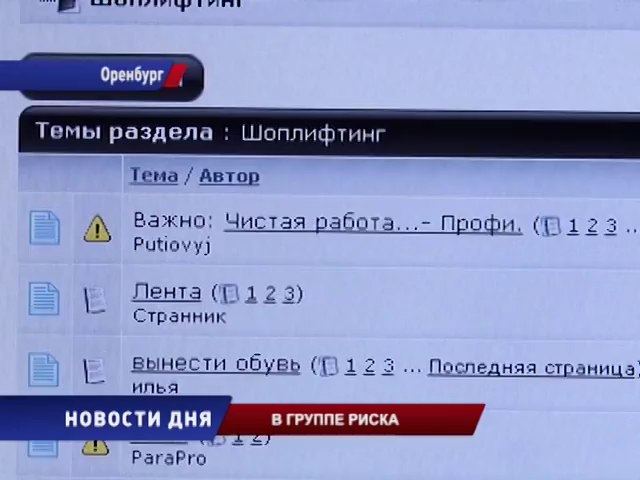 Шоплифтинг
Оренбург
Темы раздела : Шоплифтинг
Тема / Автор
Важно: Чистая работа...- Профи. ( 1 2 3 ..
Putiovyj
Лента ( 1 2 3)
Странник
вынести обувь ( 1 2 3 ... Последняя страница)
илья
НОВОСТИ ДНЯ
В ГРУППЕ РИСКА
1 2)
ParaPro